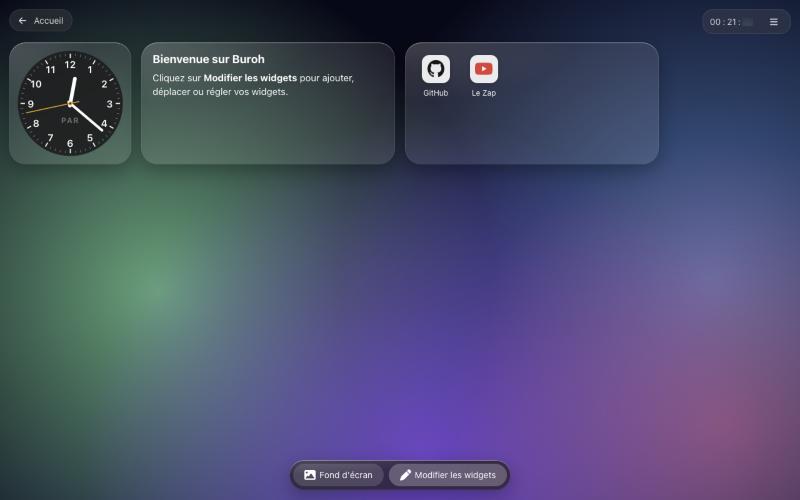 Accueil
00 : 21 :
12
1
2
3
4
5
6
7
8
9
10
11
PAR
Bienvenue sur Buroh
Cliquez sur Modifier les widgets pour ajouter,
déplacer ou régler vos widgets.
GitHub
Le Zap
Fond d'écran
Modifier les widgets